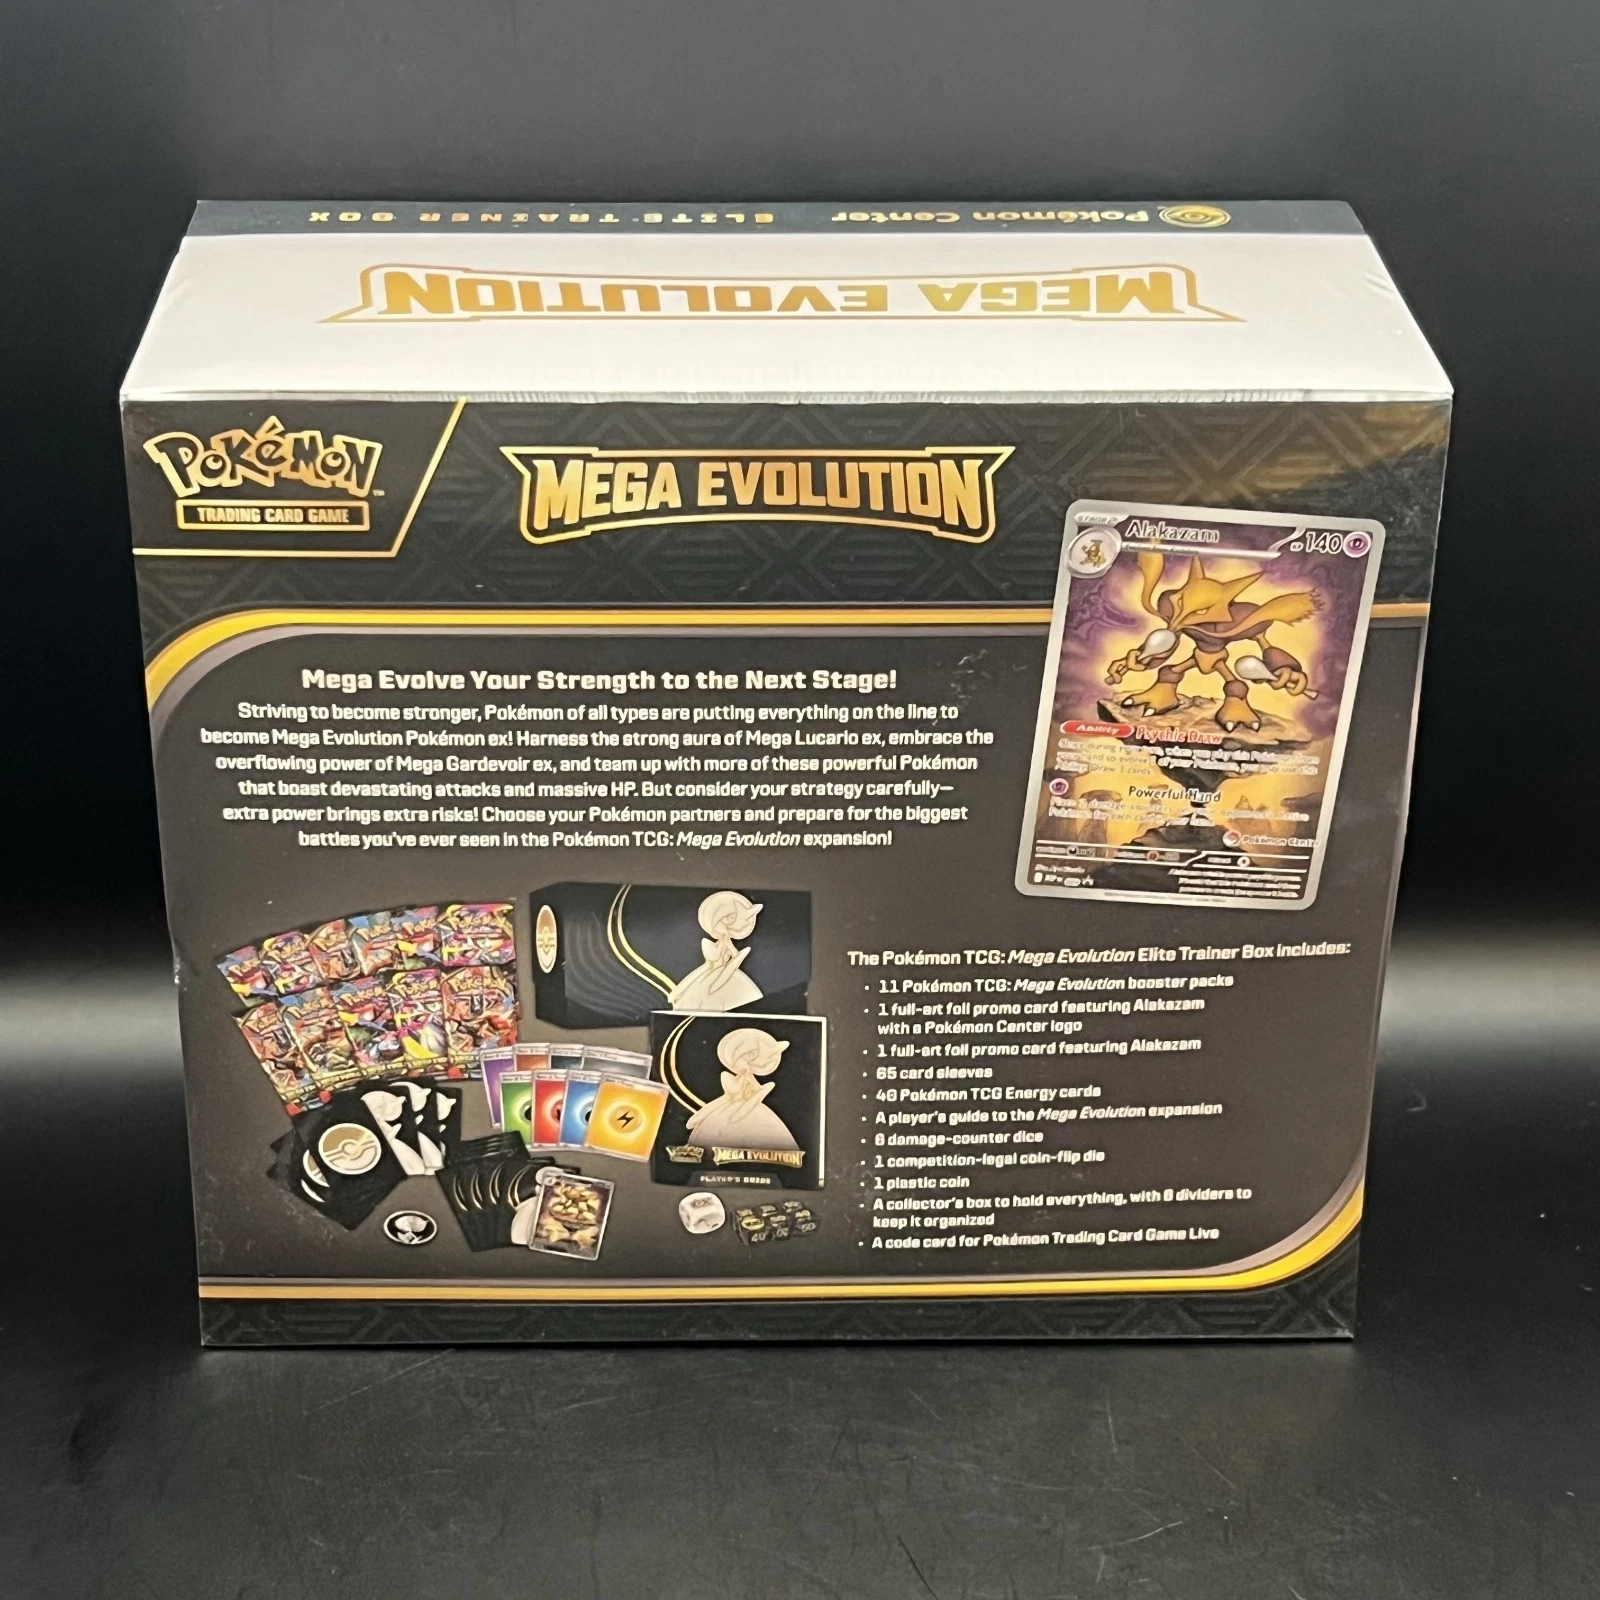 Pokémon Center ELITE TRAINER BOX
MEGA EVOLUTION
POKéMON
TRADING CARD GAME
MEGA EVOLUTION
STAGE 2
Alakazam
HP 140
Mega Evolve Your Strength to the Next Stage!
Striving to become stronger, Pokémon of all types are putting everything on the line to
become Mega Evolution Pokémon ex! Harness the strong aura of Mega Lucario ex, embrace the
overflowing power of Mega Gardevoir ex, and team up with more of these powerful Pokémon
that boast devastating attacks and massive HP. But consider your strategy carefully—
extra power brings extra risks! Choose your Pokémon partners and prepare for the biggest
battles you've ever seen in the Pokémon TCG: Mega Evolution expansion!
Ability Psychic Draw
Powerful Hand
Pokémon Center
The Pokémon TCG: Mega Evolution Elite Trainer Box includes:
• 11 Pokémon TCG: Mega Evolution booster packs
• 1 full-art foil promo card featuring Alakazam
with a Pokémon Center logo
• 1 full-art foil promo card featuring Alakazam
• 65 card sleeves
• 40 Pokémon TCG Energy cards
• A player's guide to the Mega Evolution expansion
• 6 damage-counter dice
• 1 competition-legal coin-flip die
• 1 plastic coin
• A collector's box to hold everything, with 6 dividers to
keep it organized
• A code card for Pokémon Trading Card Game Live
MEGA EVOLUTION
PLAYER'S GUIDE